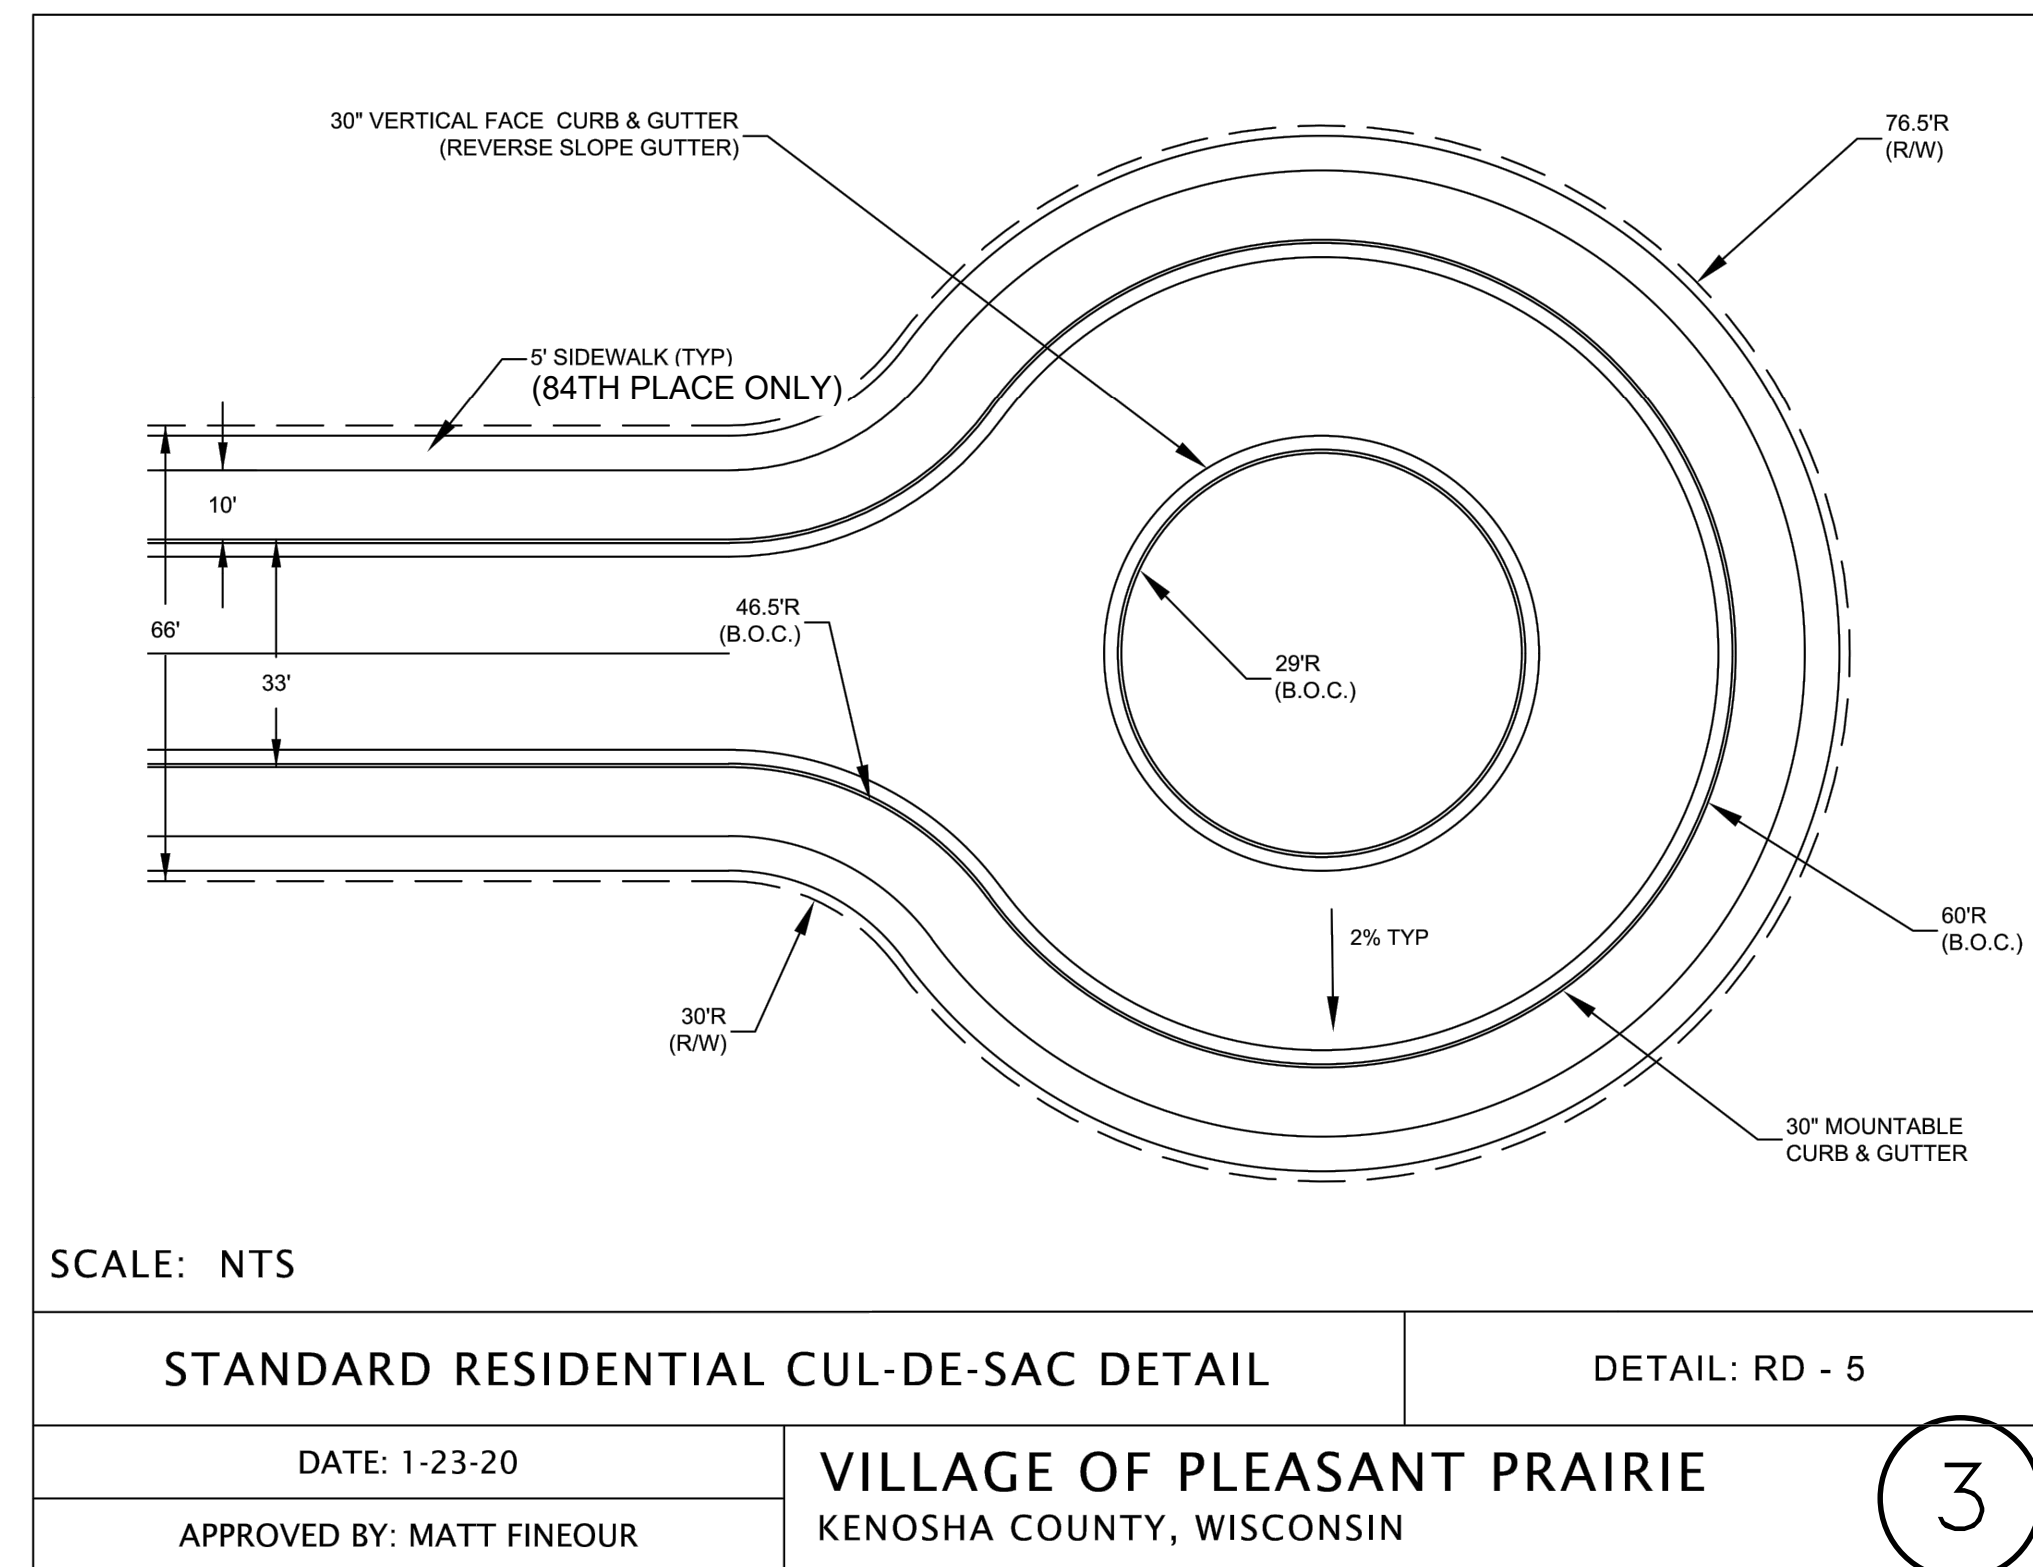 30" VERTICAL FACE CURB & GUTTER
(REVERSE SLOPE GUTTER)
76.5'R
(R/W)
5' SIDEWALK (TYP)
(84TH PLACE ONLY)
10'
66'
33'
46.5'R
(B.O.C.)
29'R
(B.O.C.)
60'R
(B.O.C.)
2% TYP
30'R
(R/W)
30" MOUNTABLE
CURB & GUTTER
SCALE: NTS
STANDARD RESIDENTIAL CUL-DE-SAC DETAIL
DETAIL: RD - 5
DATE: 1-23-20
APPROVED BY: MATT FINEOUR
VILLAGE OF PLEASANT PRAIRIE
KENOSHA COUNTY, WISCONSIN
3